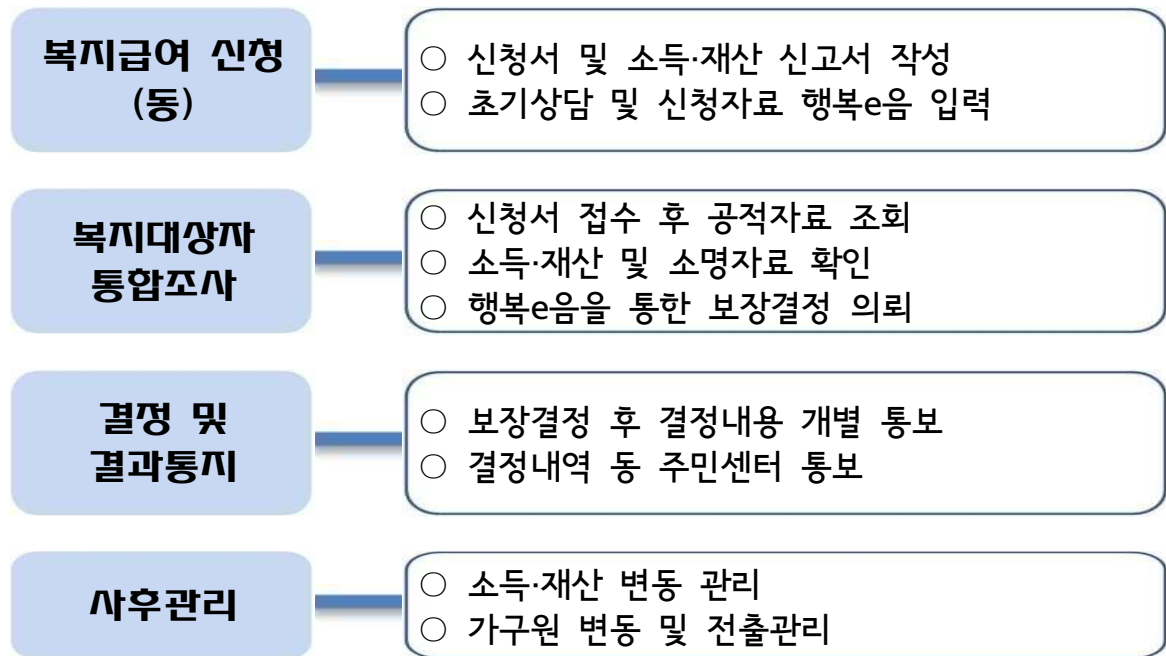 복지급여 신청
(동)
○ 신청서 및 소득·재산 신고서 작성
○ 초기상담 및 신청자료 행복e음 입력
복지대상자
통합조사
○ 신청서 접수 후 공적자료 조회
○ 소득·재산 및 소명자료 확인
○ 행복e음을 통한 보장결정 의뢰
결정 및
결과통지
○ 보장결정 후 결정내용 개별 통보
○ 결정내역 동 주민센터 통보
사후관리
○ 소득·재산 변동 관리
○ 가구원 변동 및 전출관리